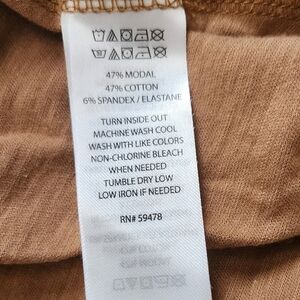 47% MODAL
47% COTTON
6% SPANDEX / ELASTANE
TURN INSIDE OUT
MACHINE WASH COOL
WASH WITH LIKE COLORS
NON-CHLORINE BLEACH
WHEN NEEDED
TUMBLE DRY LOW
LOW IRON IF NEEDED
RN# 59478